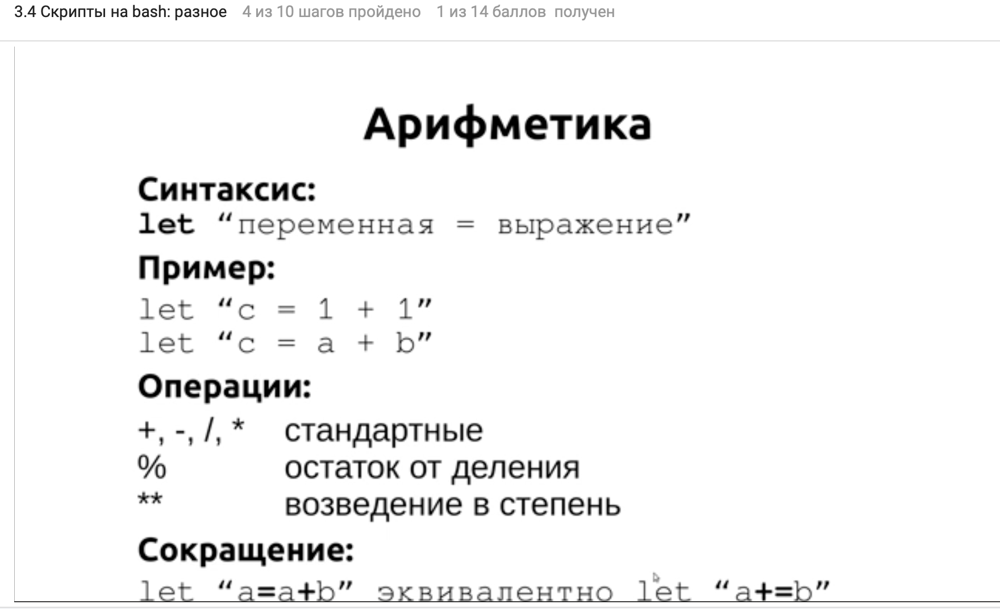 3.4 Скрипты на bash: разное 4 из 10 шагов пройдено 1 из 14 баллов получен
Арифметика
Синтаксис:
let “переменная = выражение”
Пример:
let “c = 1 + 1”
let “c = a + b”
Операции:
+, -, /, * стандартные
% остаток от деления
** возведение в степень
Сокращение:
let “a=a+b” эквивалентно let “a+=b”